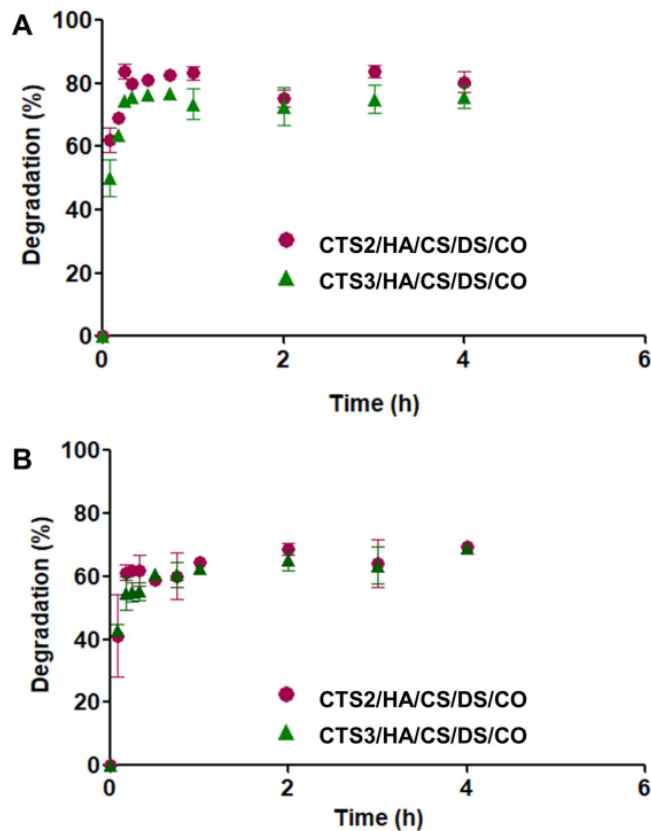 A
100
80
60
40
20
0
Degradation (%)
CTS2/HA/CS/DS/CO
CTS3/HA/CS/DS/CO
0 2 4 6
Time (h)
B
100
80
60
40
20
0
Degradation (%)
CTS2/HA/CS/DS/CO
CTS3/HA/CS/DS/CO
0 2 4 6
Time (h)